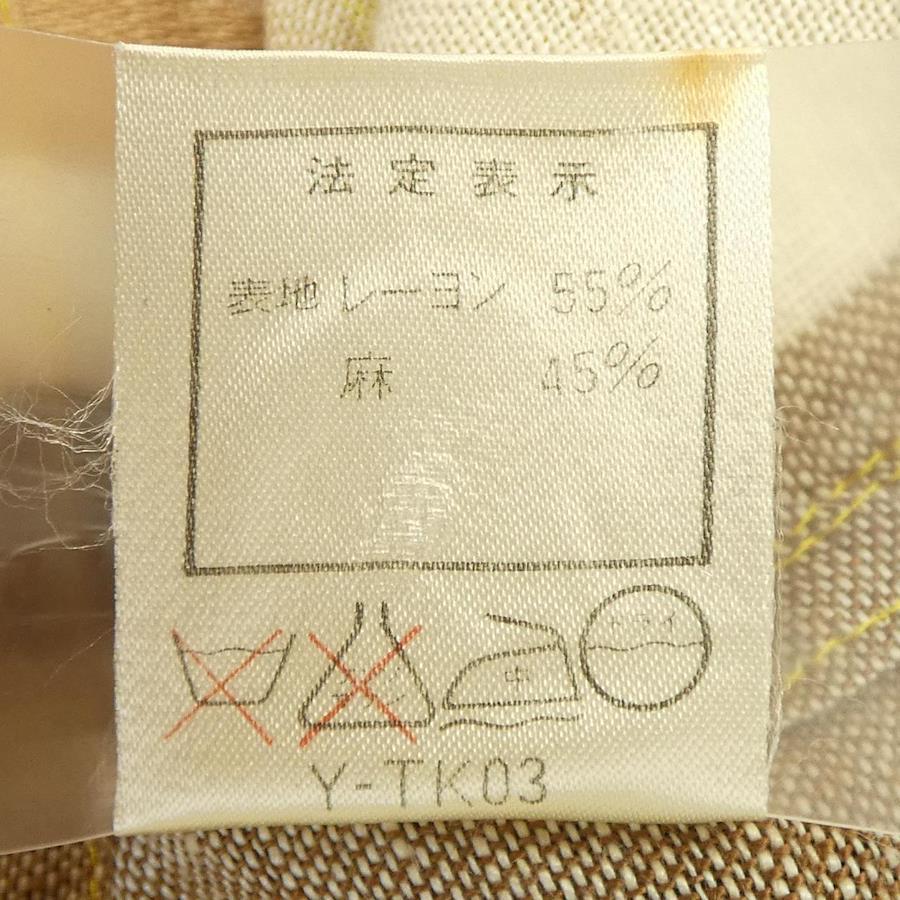 法定表示
表地 レーヨン 55%
麻 45%
中
ドライ
Y-TK03